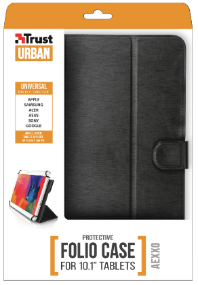 Trust
URBAN
UNIVERSAL
APPLE
SAMSUNG
ACER
ASUS
SONY
GOOGLE
PROTECTIVE
FOLIO CASE
FOR 10.1" TABLETS
AEXXO